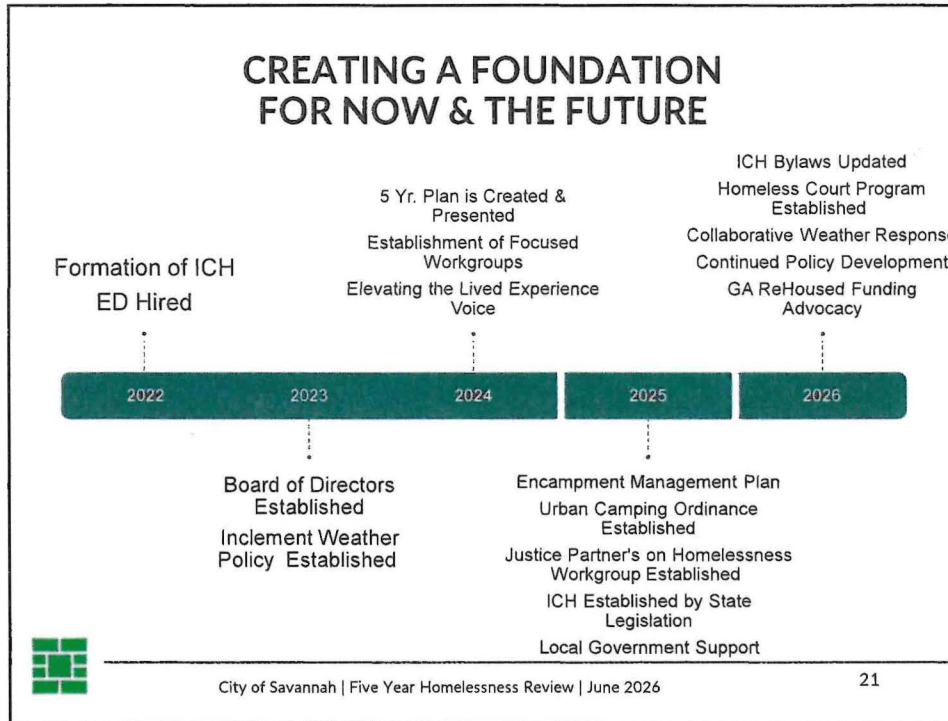 CREATING A FOUNDATION
FOR NOW & THE FUTURE
Formation of ICH
ED Hired
5 Yr. Plan is Created &
Presented
Establishment of Focused
Workgroups
Elevating the Lived Experience
Voice
ICH Bylaws Updated
Homeless Court Program
Established
Collaborative Weather Response
Continued Policy Development
GA ReHoused Funding
Advocacy
2022
2023
2024
2025
2026
Board of Directors
Established
Inclement Weather
Policy Established
Encampment Management Plan
Urban Camping Ordinance
Established
Justice Partner's on Homelessness
Workgroup Established
ICH Established by State
Legislation
Local Government Support
City of Savannah | Five Year Homelessness Review | June 2026
21